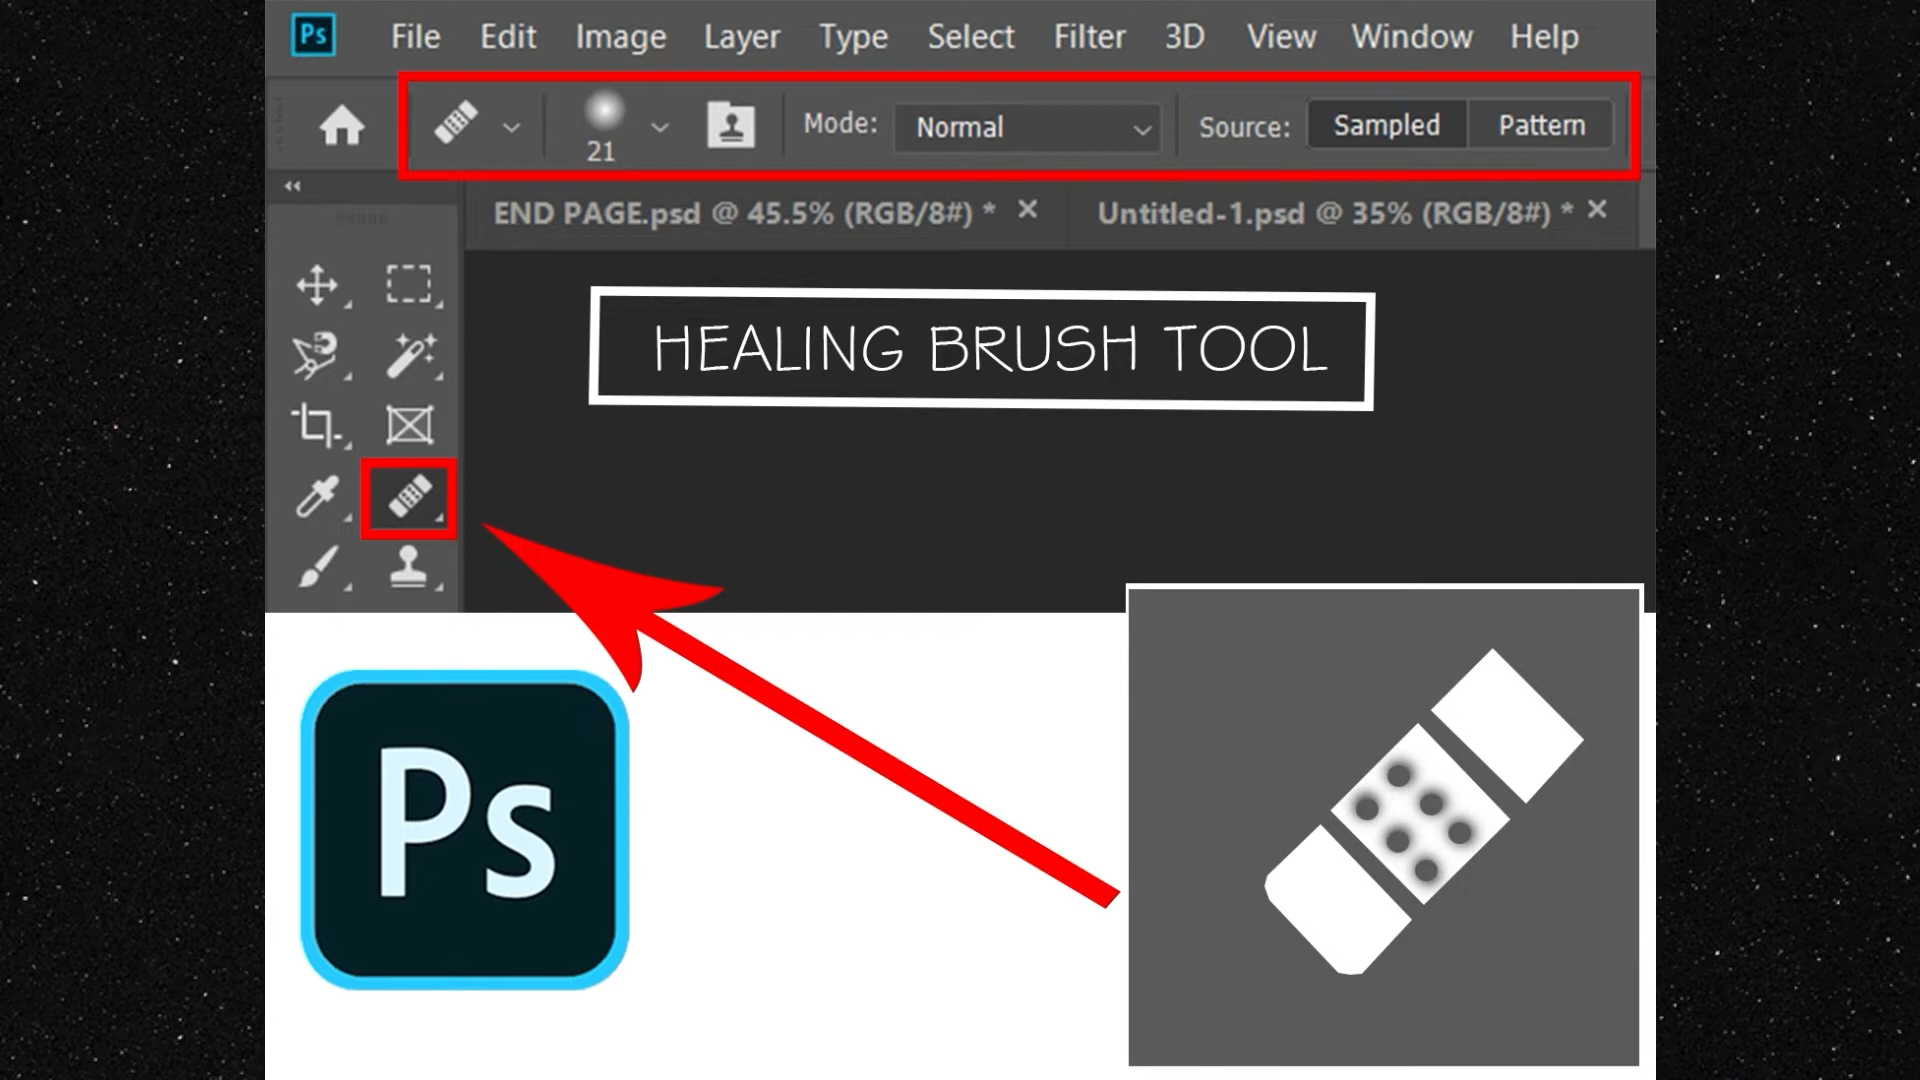 Ps File Edit Image Layer Type Select Filter 3D View Window Help
21 Mode: Normal Source: Sampled Pattern
END PAGE.psd @ 45.5% (RGB/8#) * × Untitled-1.psd @ 35% (RGB/8#) * ×
HEALING BRUSH TOOL
Ps